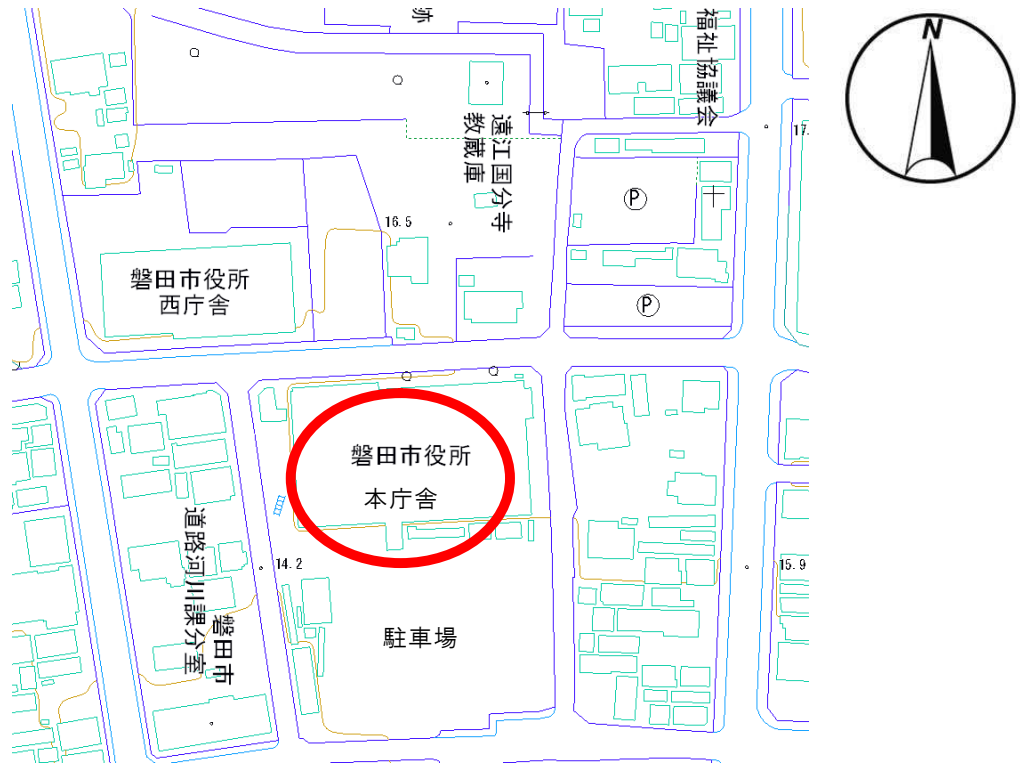 跡
福祉協議会
N
17.
遠江国分寺
教蔵庫
P
16.5
磐田市役所
西庁舎
P
磐田市役所
本庁舎
道路河川課分室
14.2
15.9
磐田市
駐車場